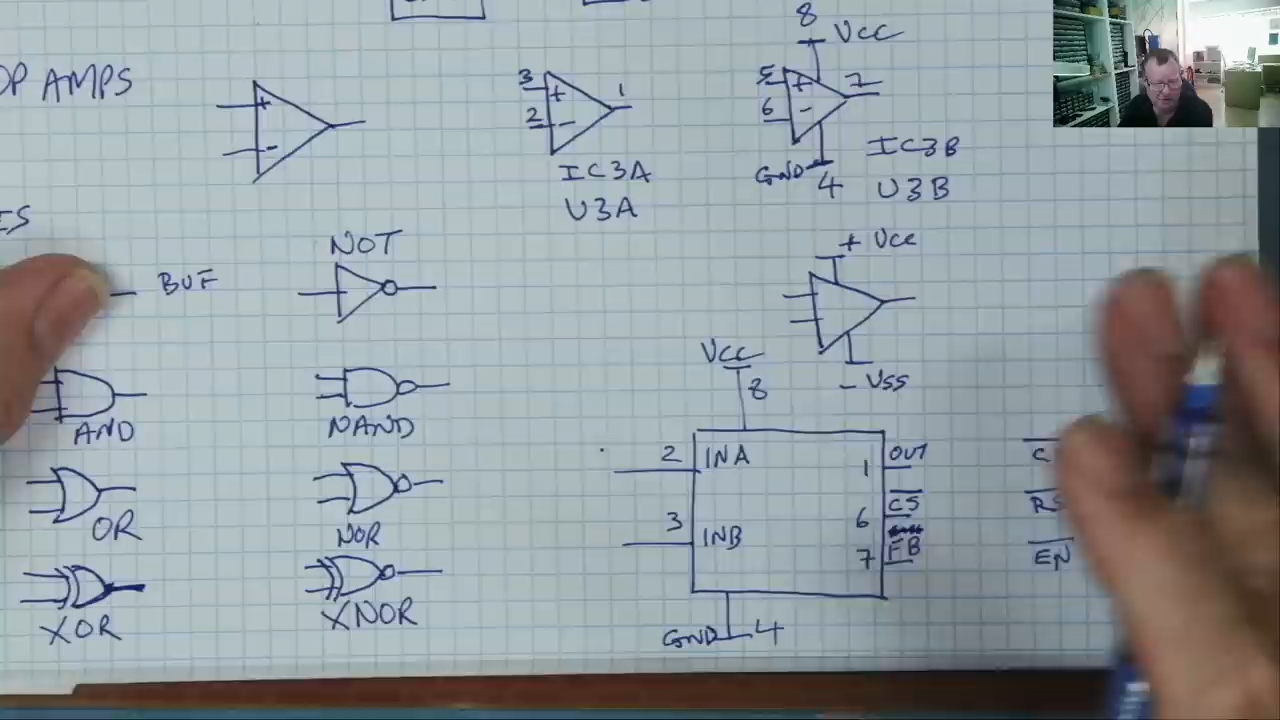 OP AMPS
+
-
3
2
+
-
1
IC3A
U3A
8
VCC
5
6
+
-
7
GND
4
IC3B
U3B
IS
BUF
NOT
AND
NAND
OR
NOR
XOR
XNOR
+ Vcc
- VSS
VCC
8
2
INA
1
OUT
3
INB
6
CS
7
FB
GND
4
C
RS
EN